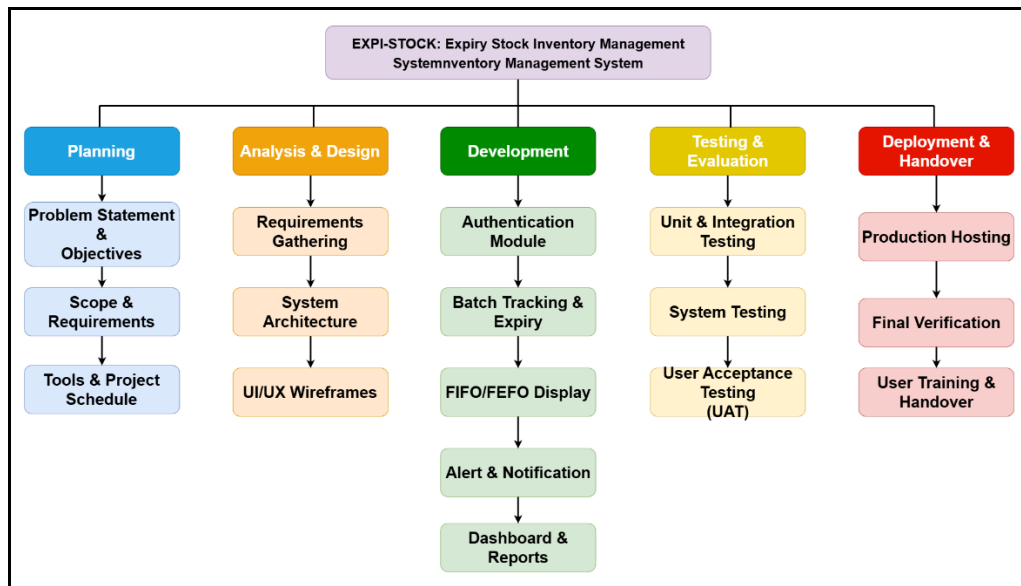 EXPI-STOCK: Expiry Stock Inventory Management
Systemnventory Management System
Planning
Analysis & Design
Development
Testing &
Evaluation
Deployment &
Handover
Problem Statement
&
Objectives
Scope &
Requirements
Tools & Project
Schedule
Requirements
Gathering
System
Architecture
UI/UX Wireframes
Authentication
Module
Batch Tracking &
Expiry
FIFO/FEFO Display
Alert & Notification
Dashboard &
Reports
Unit & Integration
Testing
System Testing
User Acceptance
Testing
(UAT)
Production Hosting
Final Verification
User Training &
Handover